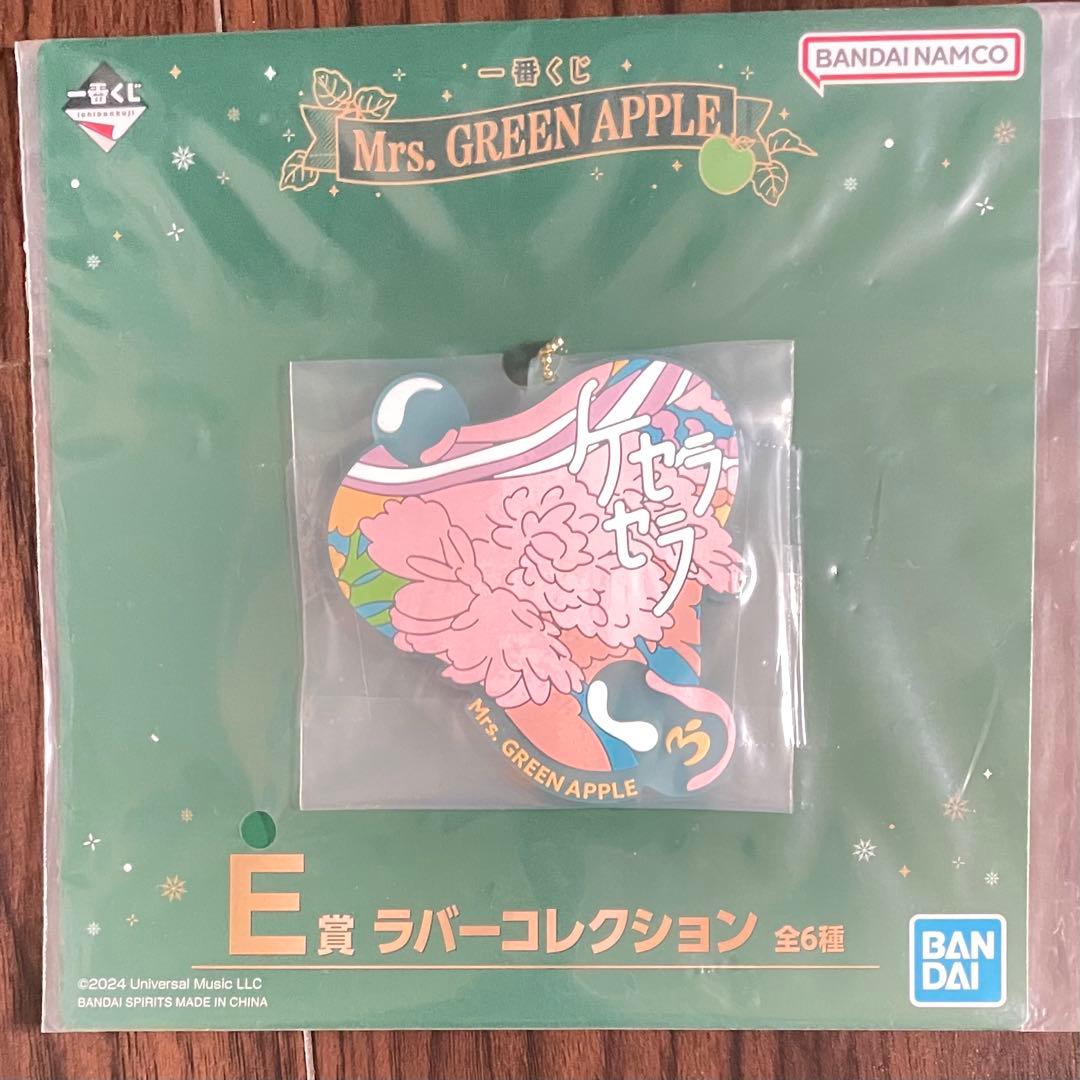 一番くじ
ichibankuji
一番くじ
Mrs. GREEN APPLE
BANDAI NAMCO
ケセラ
セラ
Mrs. GREEN APPLE
E賞 ラバーコレクション 全6種
©2024 Universal Music LLC
BANDAI SPIRITS MADE IN CHINA
BAN
DAI